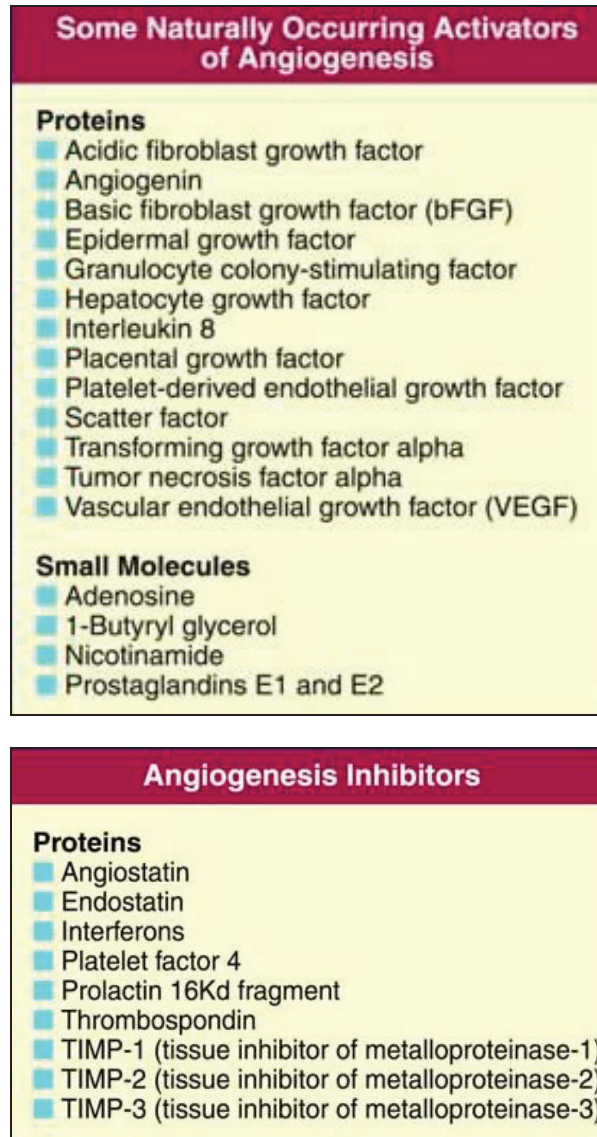 Some Naturally Occurring Activators
of Angiogenesis
Proteins
Acidic fibroblast growth factor
Angiogenin
Basic fibroblast growth factor (bFGF)
Epidermal growth factor
Granulocyte colony-stimulating factor
Hepatocyte growth factor
Interleukin 8
Placental growth factor
Platelet-derived endothelial growth factor
Scatter factor
Transforming growth factor alpha
Tumor necrosis factor alpha
Vascular endothelial growth factor (VEGF)
Small Molecules
Adenosine
1-Butyryl glycerol
Nicotinamide
Prostaglandins E1 and E2
Angiogenesis Inhibitors
Proteins
Angiostatin
Endostatin
Interferons
Platelet factor 4
Prolactin 16Kd fragment
Thrombospondin
TIMP-1 (tissue inhibitor of metalloproteinase-1)
TIMP-2 (tissue inhibitor of metalloproteinase-2)
TIMP-3 (tissue inhibitor of metalloproteinase-3)